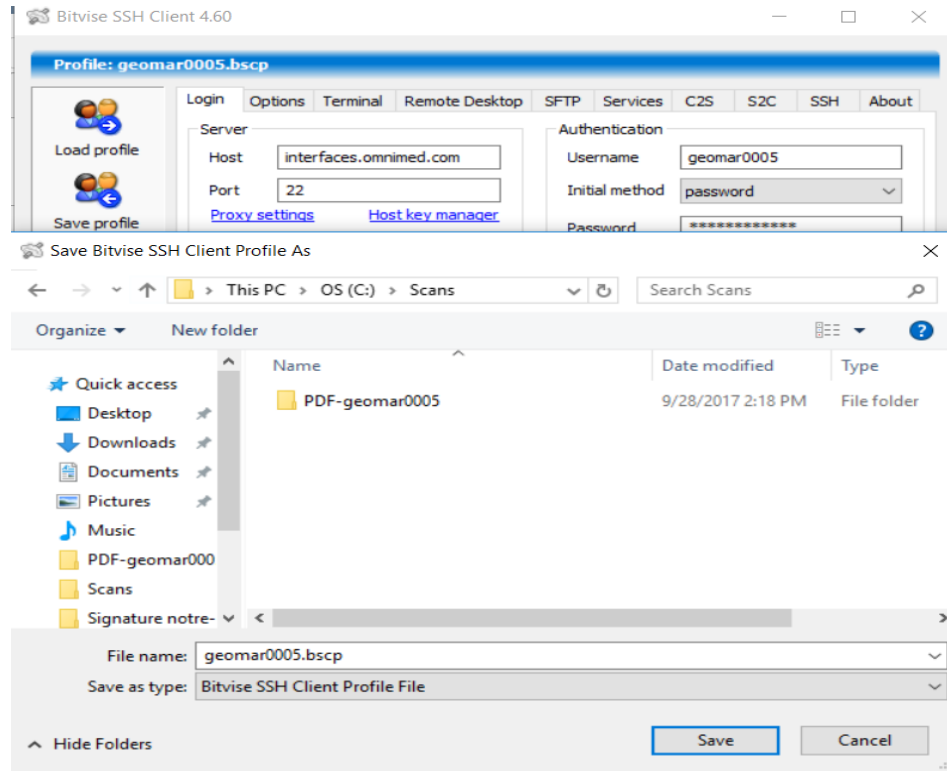 Bitvise SSH Client 4.60
Profile: geomar0005.bscp
Load profile
Save profile
Login Options Terminal Remote Desktop SFTP Services C2S S2C SSH About
Server
Host interfaces.omnimed.com
Port 22
Proxy settings Host key manager
Authentication
Username geomar0005
Initial method password
Password ************
Save Bitvise SSH Client Profile As
This PC > OS (C:) > Scans
Search Scans
Organize New folder
?
Quick access
Desktop
Downloads
Documents
Pictures
Music
PDF-geomar000
Scans
Signature notre-
Name Date modified Type
PDF-geomar0005 9/28/2017 2:18 PM File folder
File name: geomar0005.bscp
Save as type: Bitvise SSH Client Profile File
Hide Folders
Save Cancel